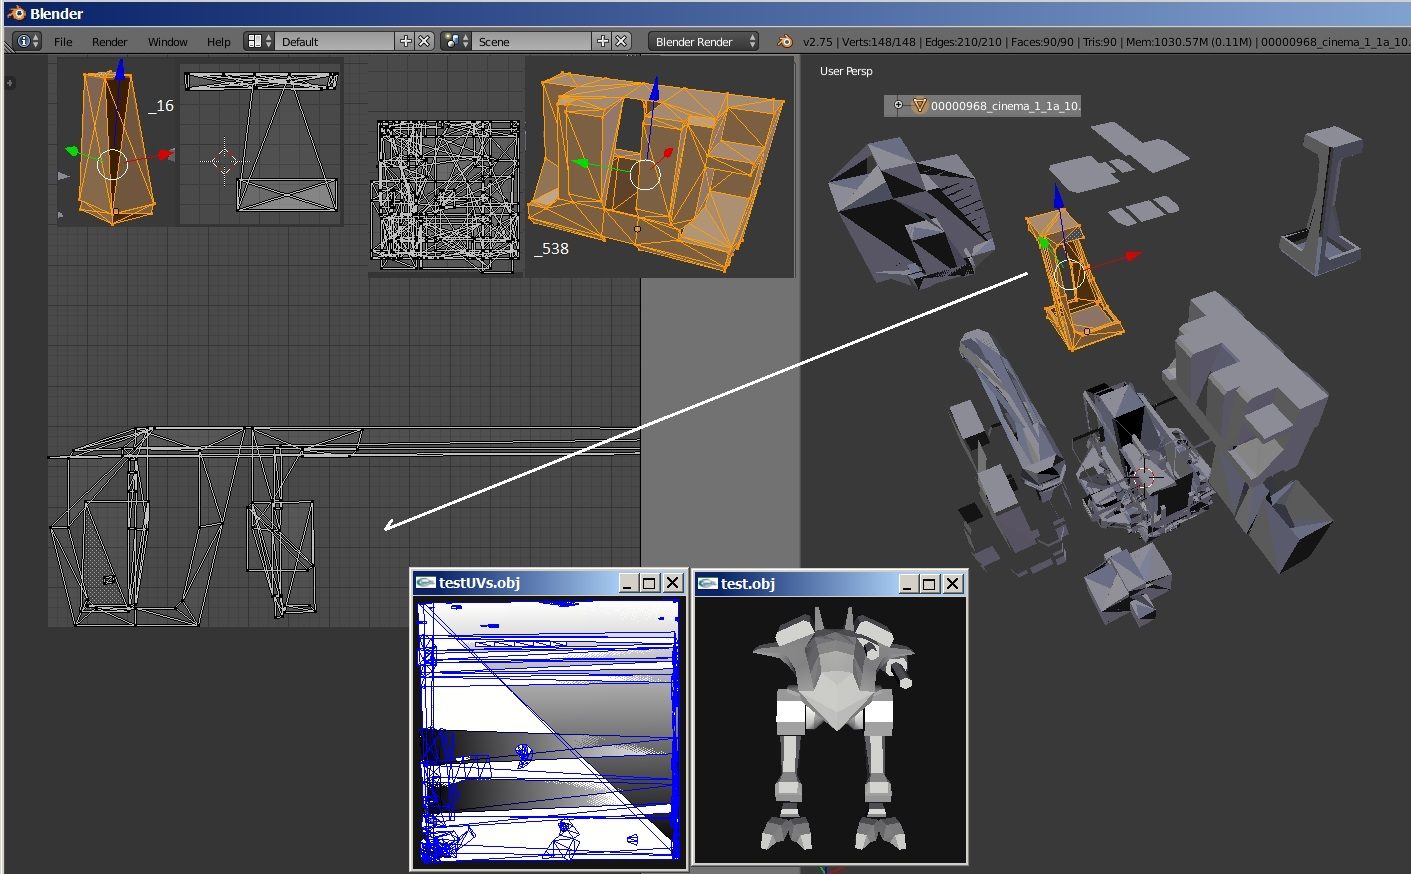 Blender
File Render Window Help Default Scene Blender Render v2.75 | Verts:148/148 | Edges:210/210 | Faces:90/90 | Tris:90 | Mem:1030.57M (0.11M) | 00000968_cinema_1_1a_10.
User Persp
00000968_cinema_1_1a_10.
_16
_538
testUVs.obj
test.obj